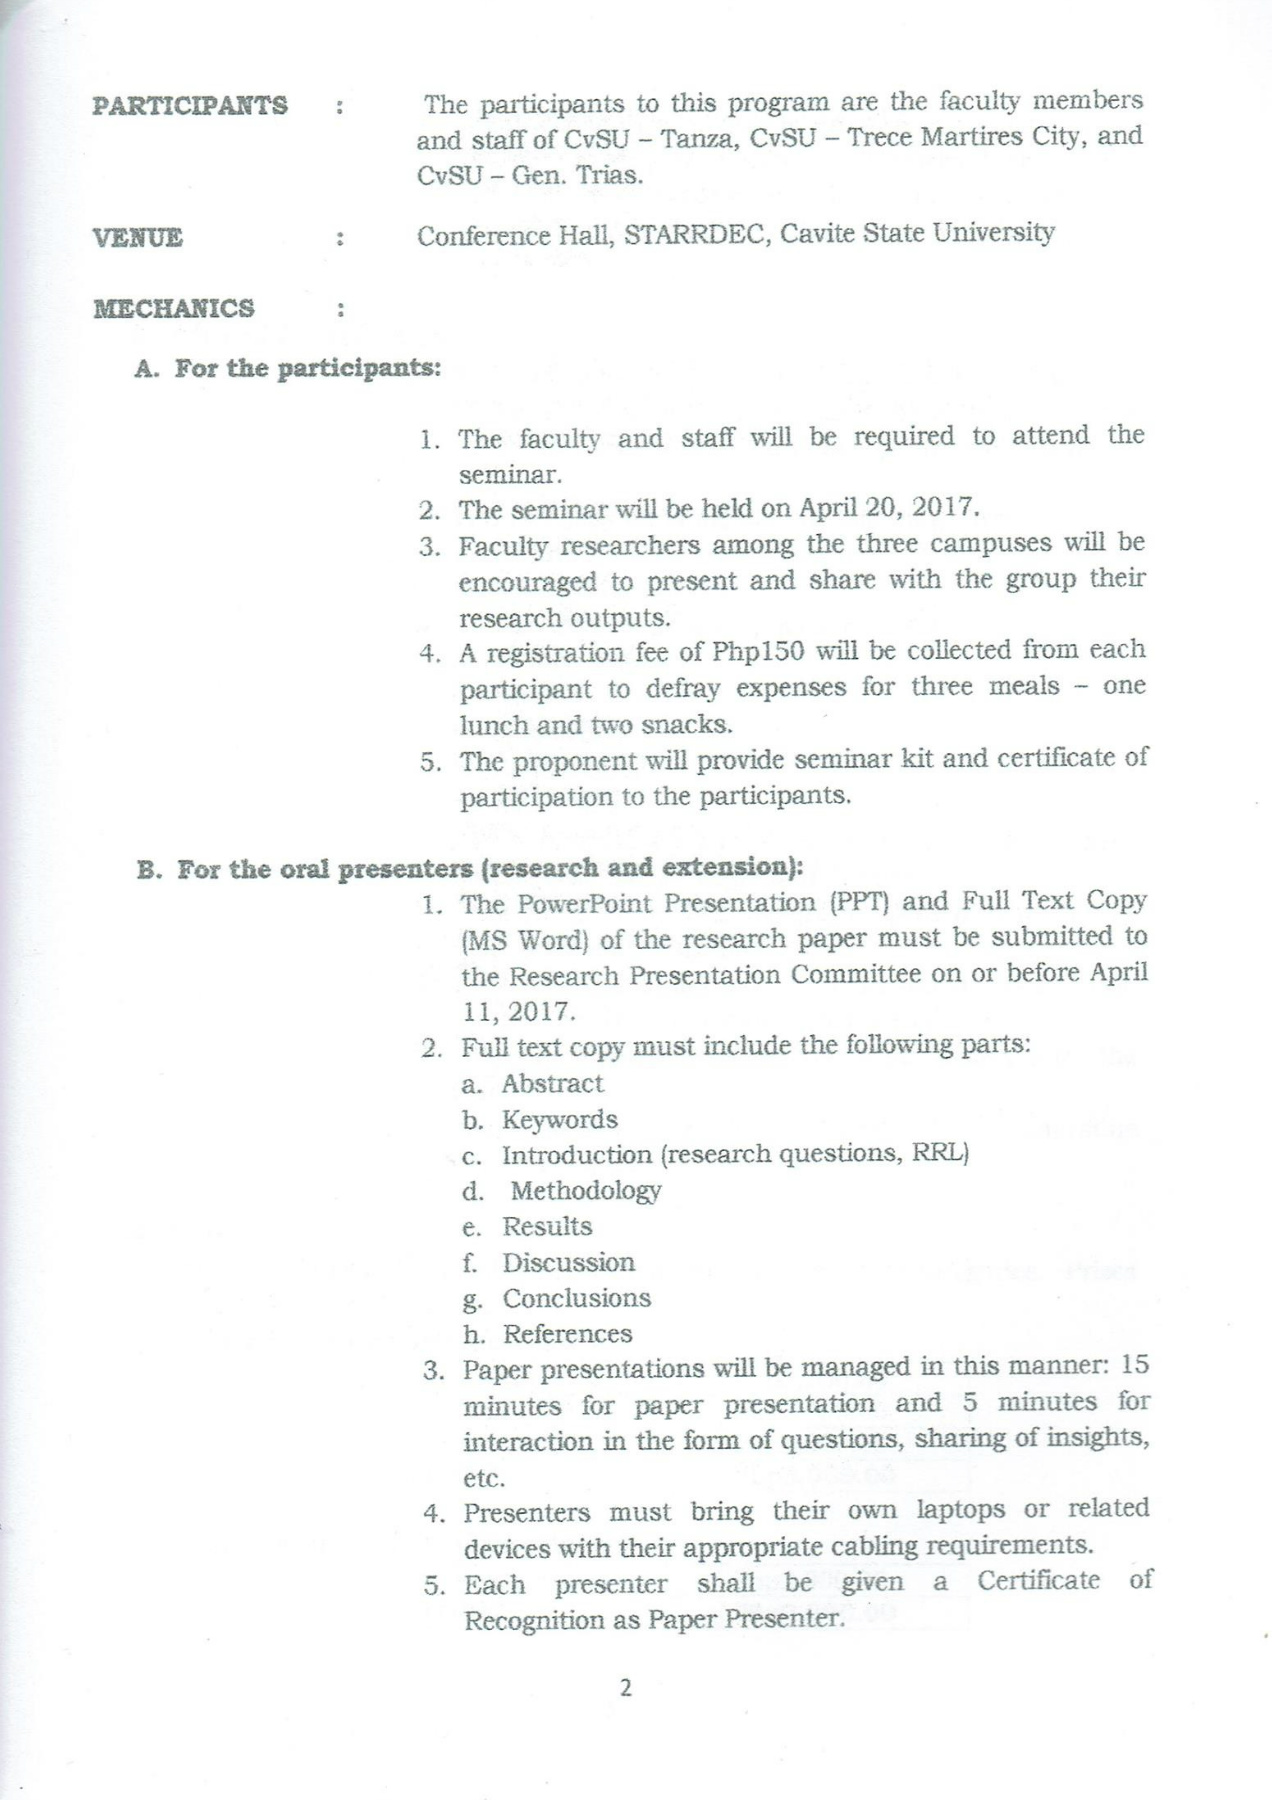 PARTICIPANTS : The participants to this program are the faculty members
and staff of CvSU – Tanza, CvSU – Trece Martires City, and
CvSU – Gen. Trias.
VENUE : Conference Hall, STARRDEC, Cavite State University
MECHANICS :
A. For the participants:
1. The faculty and staff will be required to attend the
seminar.
2. The seminar will be held on April 20, 2017.
3. Faculty researchers among the three campuses will be
encouraged to present and share with the group their
research outputs.
4. A registration fee of Php150 will be collected from each
participant to defray expenses for three meals – one
lunch and two snacks.
5. The proponent will provide seminar kit and certificate of
participation to the participants.
B. For the oral presenters (research and extension):
1. The PowerPoint Presentation (PPT) and Full Text Copy
(MS Word) of the research paper must be submitted to
the Research Presentation Committee on or before April
11, 2017.
2. Full text copy must include the following parts:
a. Abstract
b. Keywords
c. Introduction (research questions, RRL)
d. Methodology
e. Results
f. Discussion
g. Conclusions
h. References
3. Paper presentations will be managed in this manner: 15
minutes for paper presentation and 5 minutes for
interaction in the form of questions, sharing of insights,
etc.
4. Presenters must bring their own laptops or related
devices with their appropriate cabling requirements.
5. Each presenter shall be given a Certificate of
Recognition as Paper Presenter.
2